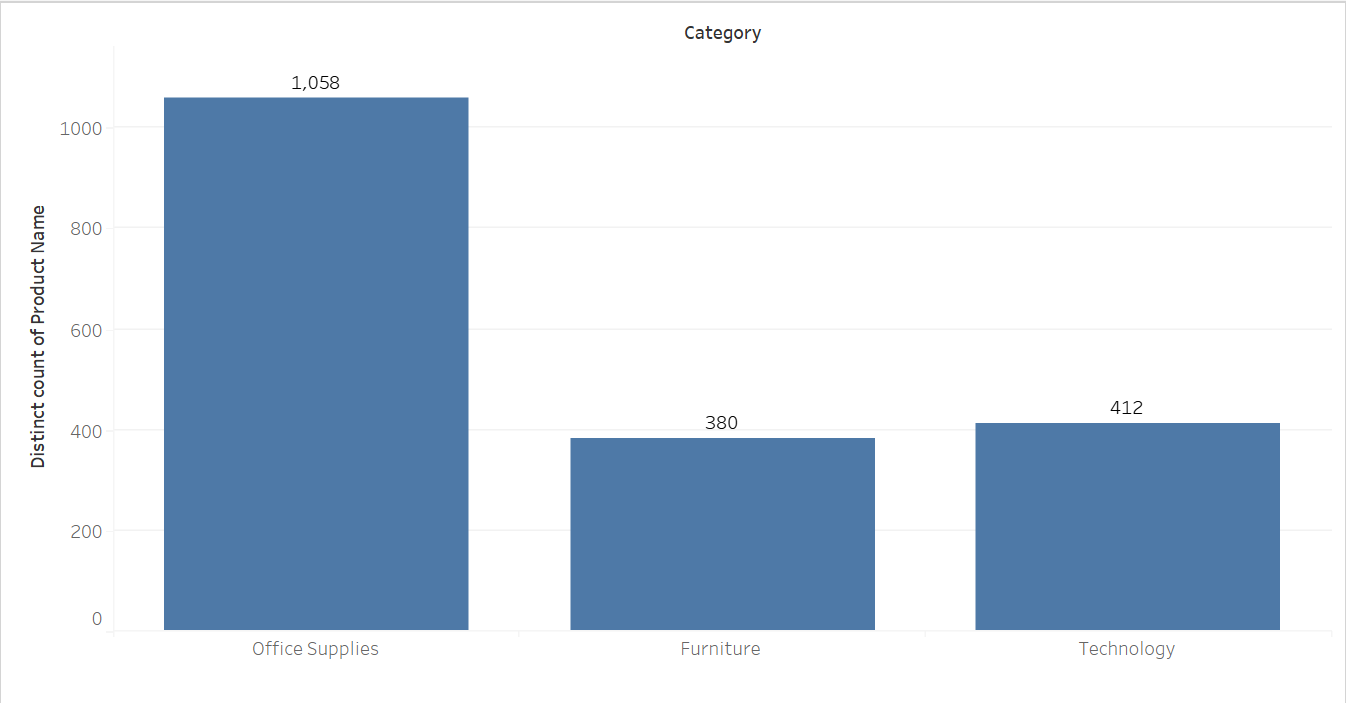 Category
Distinct count of Product Name
1000
800
600
400
200
0
1,058
380
412
Office Supplies
Furniture
Technology